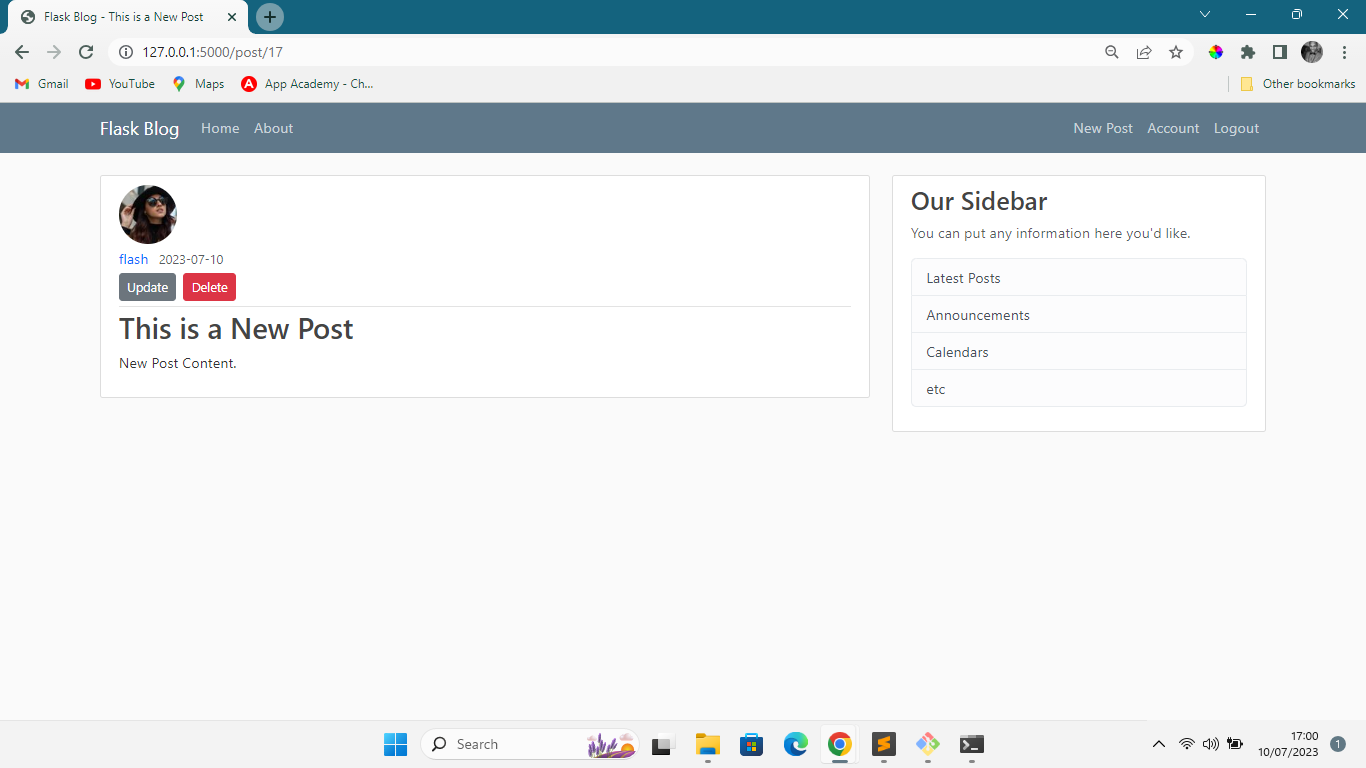 Flask Blog - This is a New Post
127.0.0.1:5000/post/17
Gmail YouTube Maps App Academy - Ch... Other bookmarks
Flask Blog Home About New Post Account Logout
flash 2023-07-10
Update Delete
This is a New Post
New Post Content.
Our Sidebar
You can put any information here you'd like.
Latest Posts
Announcements
Calendars
etc
Search
17:00
10/07/2023
1